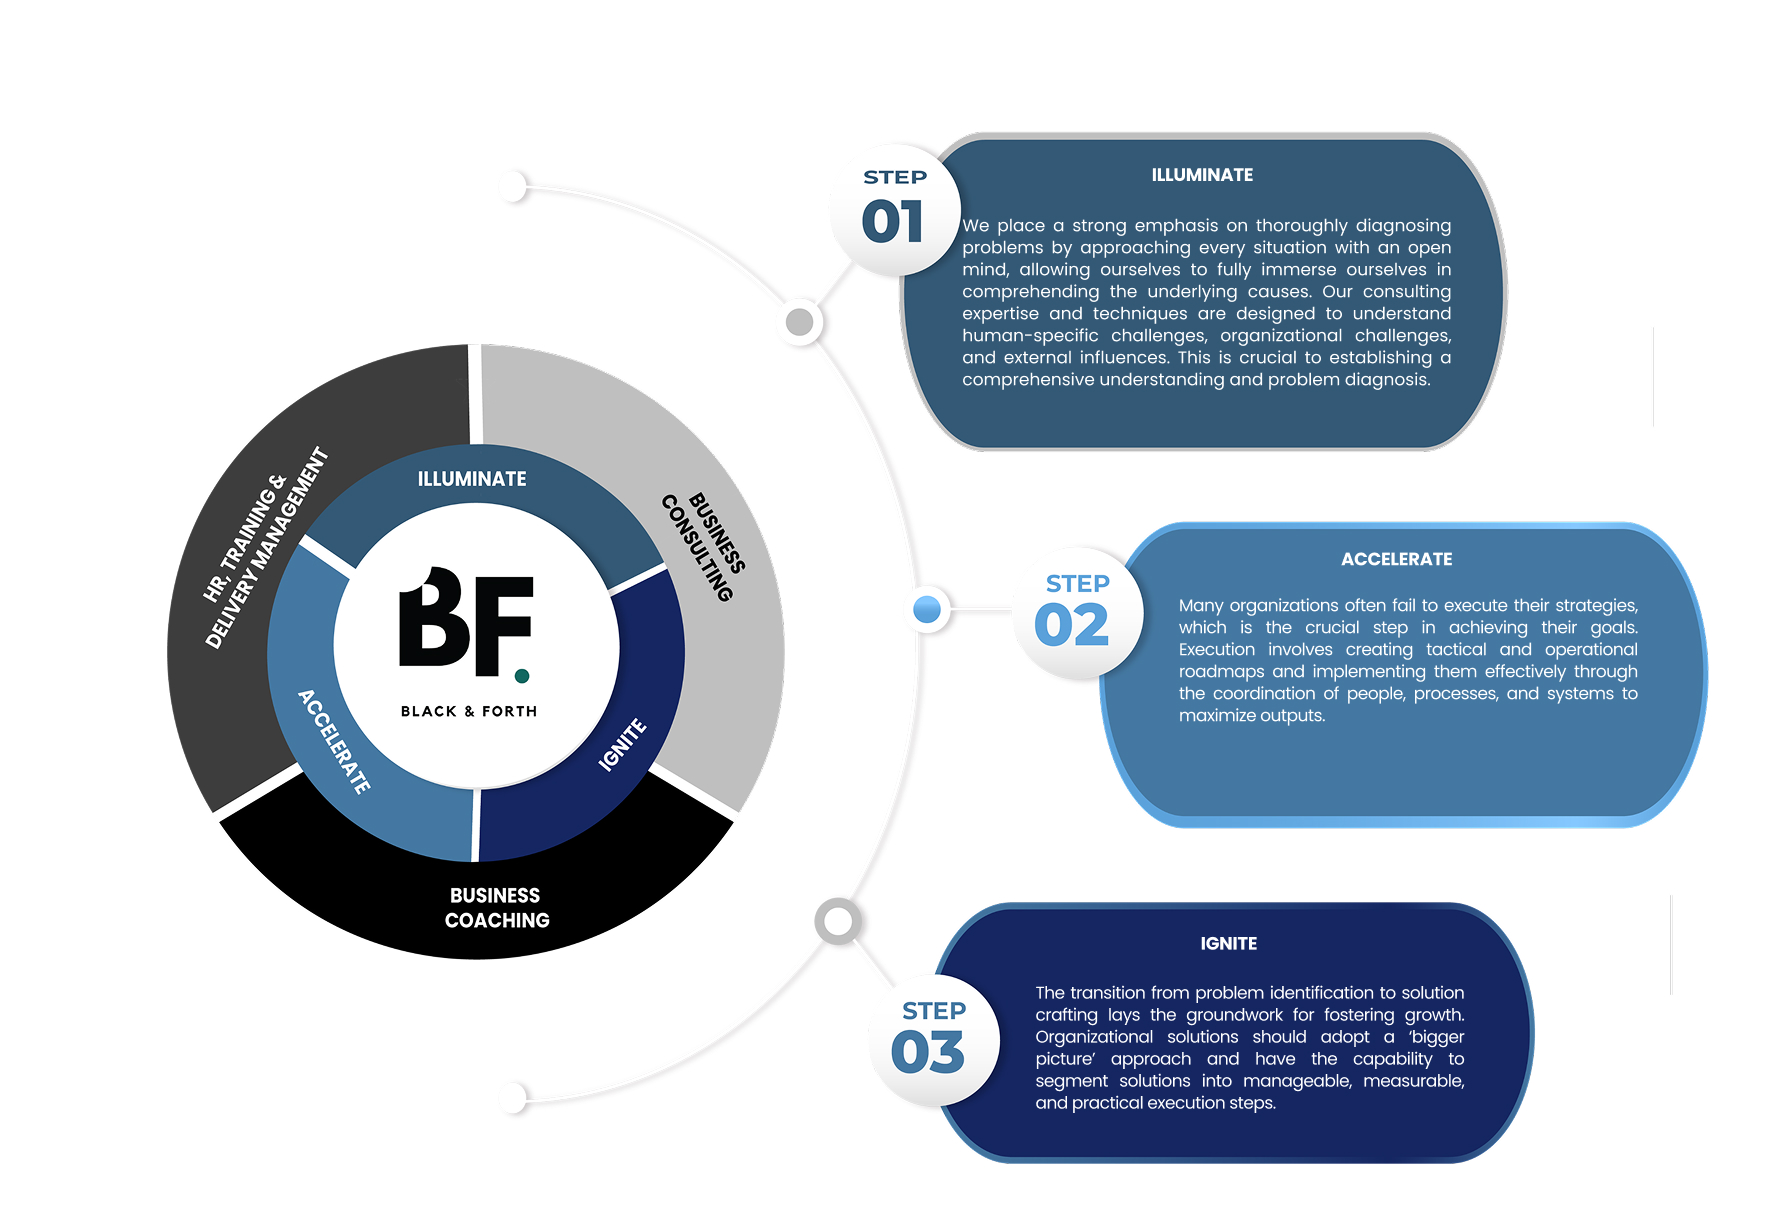 HR, TRAINING &
DELIVERY MANAGEMENT
BUSINESS
CONSULTING
BUSINESS
COACHING
ILLUMINATE
ACCELERATE
IGNITE
BF.
BLACK & FORTH
STEP
01
ILLUMINATE
We place a strong emphasis on thoroughly diagnosing
problems by approaching every situation with an open
mind, allowing ourselves to fully immerse ourselves in
comprehending the underlying causes. Our consulting
expertise and techniques are designed to understand
human-specific challenges, organizational challenges,
and external influences. This is crucial to establishing a
comprehensive understanding and problem diagnosis.
STEP
02
ACCELERATE
Many organizations often fail to execute their strategies,
which is the crucial step in achieving their goals.
Execution involves creating tactical and operational
roadmaps and implementing them effectively through
the coordination of people, processes, and systems to
maximize outputs.
STEP
03
IGNITE
The transition from problem identification to solution
crafting lays the groundwork for fostering growth.
Organizational solutions should adopt a ‘bigger
picture’ approach and have the capability to
segment solutions into manageable, measurable,
and practical execution steps.